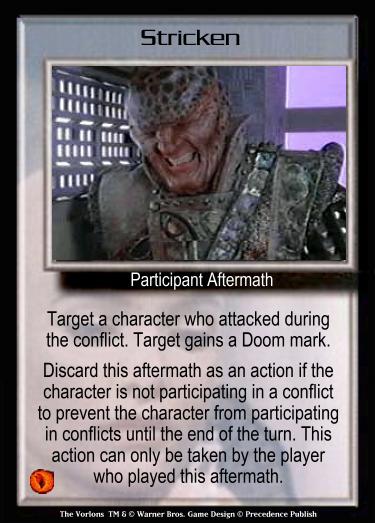 Stricken
Participant Aftermath
Target a character who attacked during
the conflict. Target gains a Doom mark.
Discard this aftermath as an action if the
character is not participating in a conflict
to prevent the character from participating
in conflicts until the end of the turn. This
action can only be taken by the player
who played this aftermath.
The Vorlons TM & © Warner Bros. Game Design © Precedence Publish